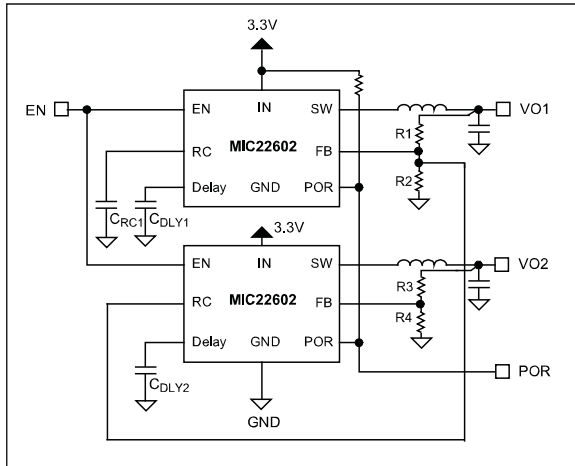 3.3V
EN
EN
IN
SW
VO1
RC
MIC22602
FB
R1
Delay
GND
POR
R2
CRC1
CDLY1
3.3V
EN
IN
SW
VO2
RC
MIC22602
FB
R3
R4
Delay
GND
POR
CDLY2
GND
POR